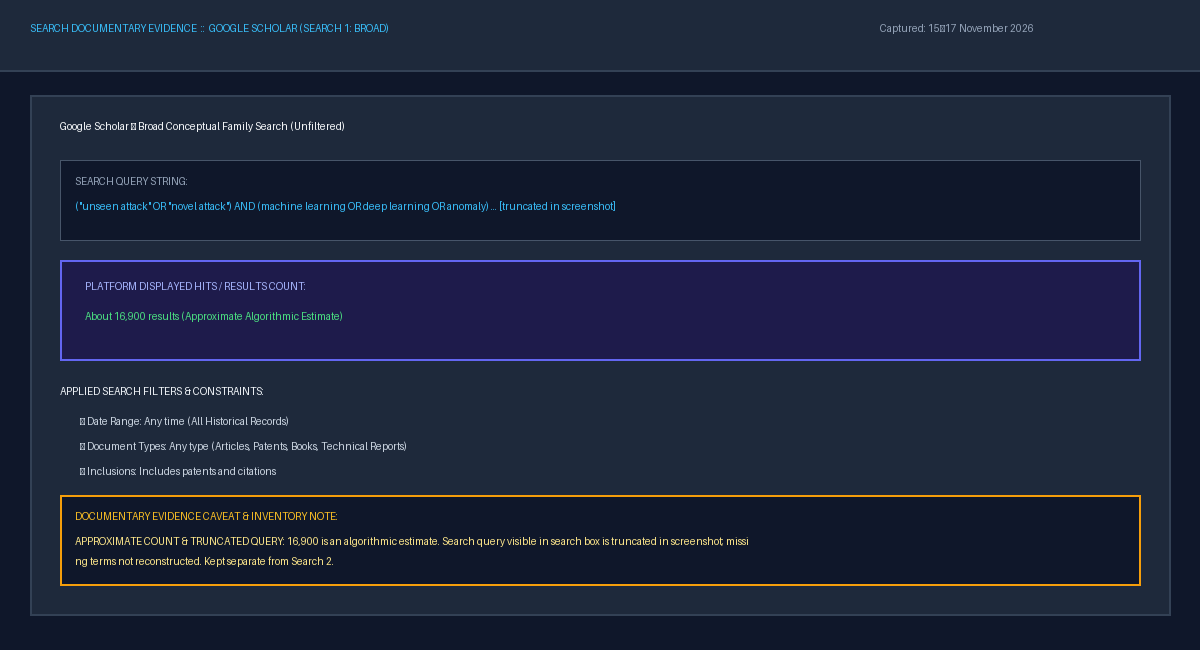 SEARCH DOCUMENTARY EVIDENCE :: GOOGLE SCHOLAR (SEARCH 1: BROAD)
Captured: 15▯17 November 2026
Google Scholar ▯ Broad Conceptual Family Search (Unfiltered)
SEARCH QUERY STRING:
("unseen attack" OR "novel attack") AND (machine learning OR deep learning OR anomaly) ... [truncated in screenshot]
PLATFORM DISPLAYED HITS / RESULTS COUNT:
About 16,900 results (Approximate Algorithmic Estimate)
APPLIED SEARCH FILTERS & CONSTRAINTS:
▯ Date Range: Any time (All Historical Records)
▯ Document Types: Any type (Articles, Patents, Books, Technical Reports)
▯ Inclusions: Includes patents and citations
DOCUMENTARY EVIDENCE CAVEAT & INVENTORY NOTE:
APPROXIMATE COUNT & TRUNCATED QUERY: 16,900 is an algorithmic estimate. Search query visible in search box is truncated in screenshot; missi
ng terms not reconstructed. Kept separate from Search 2.